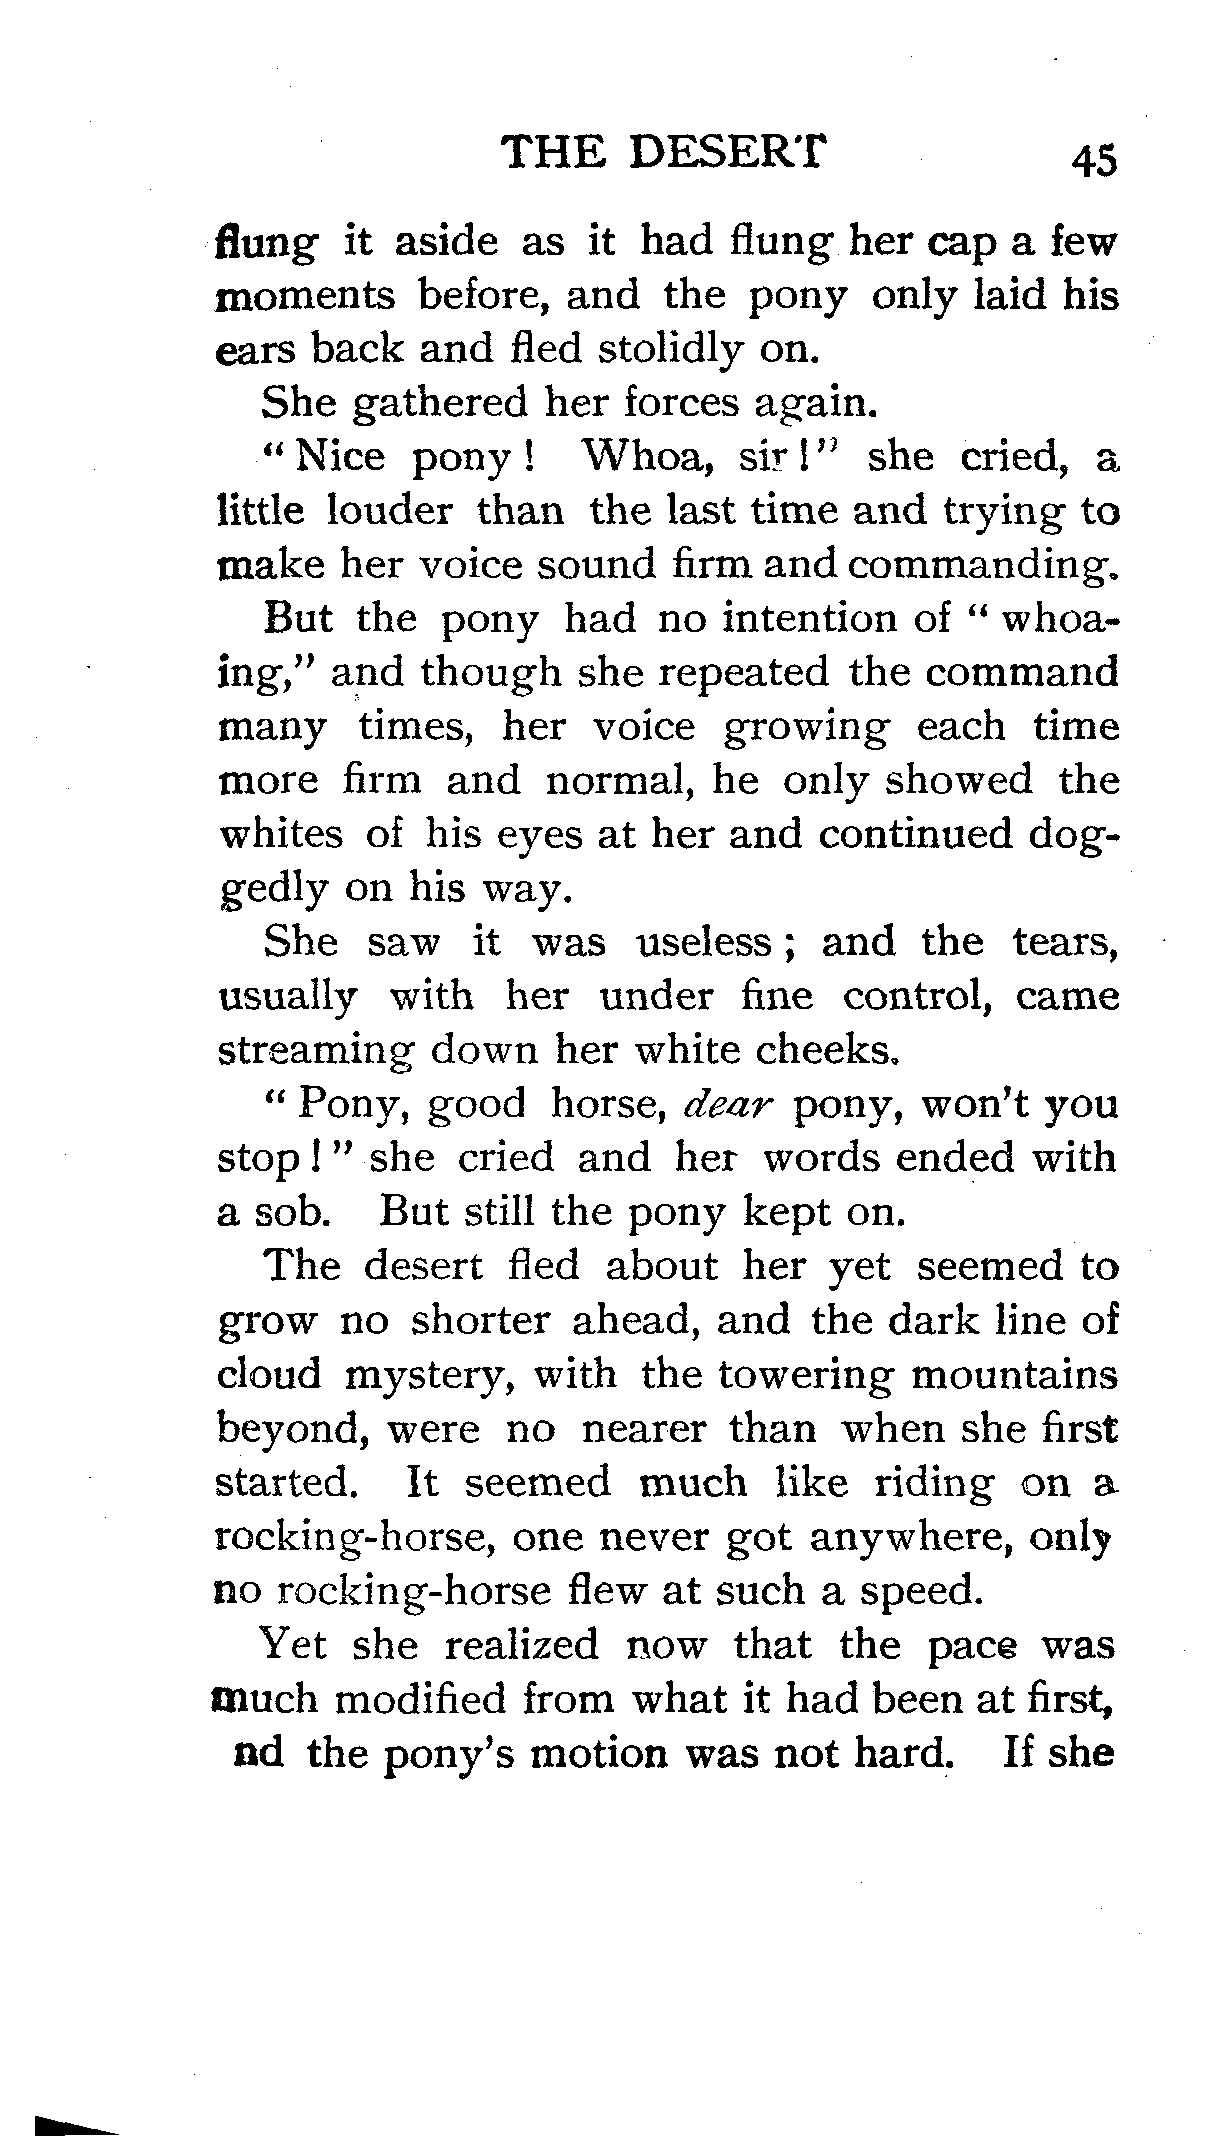 THE DESERT 45
flung it aside as it had flung her cap a few
moments before, and the pony only laid his
ears back and fled stolidly on.
She gathered her forces again.
" Nice pony ! Whoa, sir !" she cried, a
little louder than the last time and trying to
make her voice sound firm and commanding.
But the pony had no intention of " whoa-
ing," and though she repeated the command
many times, her voice growing each time
more firm and normal, he only showed the
whites of his eyes at her and continued dog-
gedly on his way.
She saw it was useless ; and the tears,
usually with her under fine control, came
streaming down her white cheeks.
" Pony, good horse, dear pony, won't you
stop ! " she cried and her words ended with
a sob. But still the pony kept on.
The desert fled about her yet seemed to
grow no shorter ahead, and the dark line of
cloud mystery, with the towering mountains
beyond, were no nearer than when she first
started. It seemed much like riding on a
rocking-horse, one never got anywhere, only
no rocking-horse flew at such a speed.
Yet she realized now that the pace was
much modified from what it had been at first,
nd the pony's motion was not hard. If she